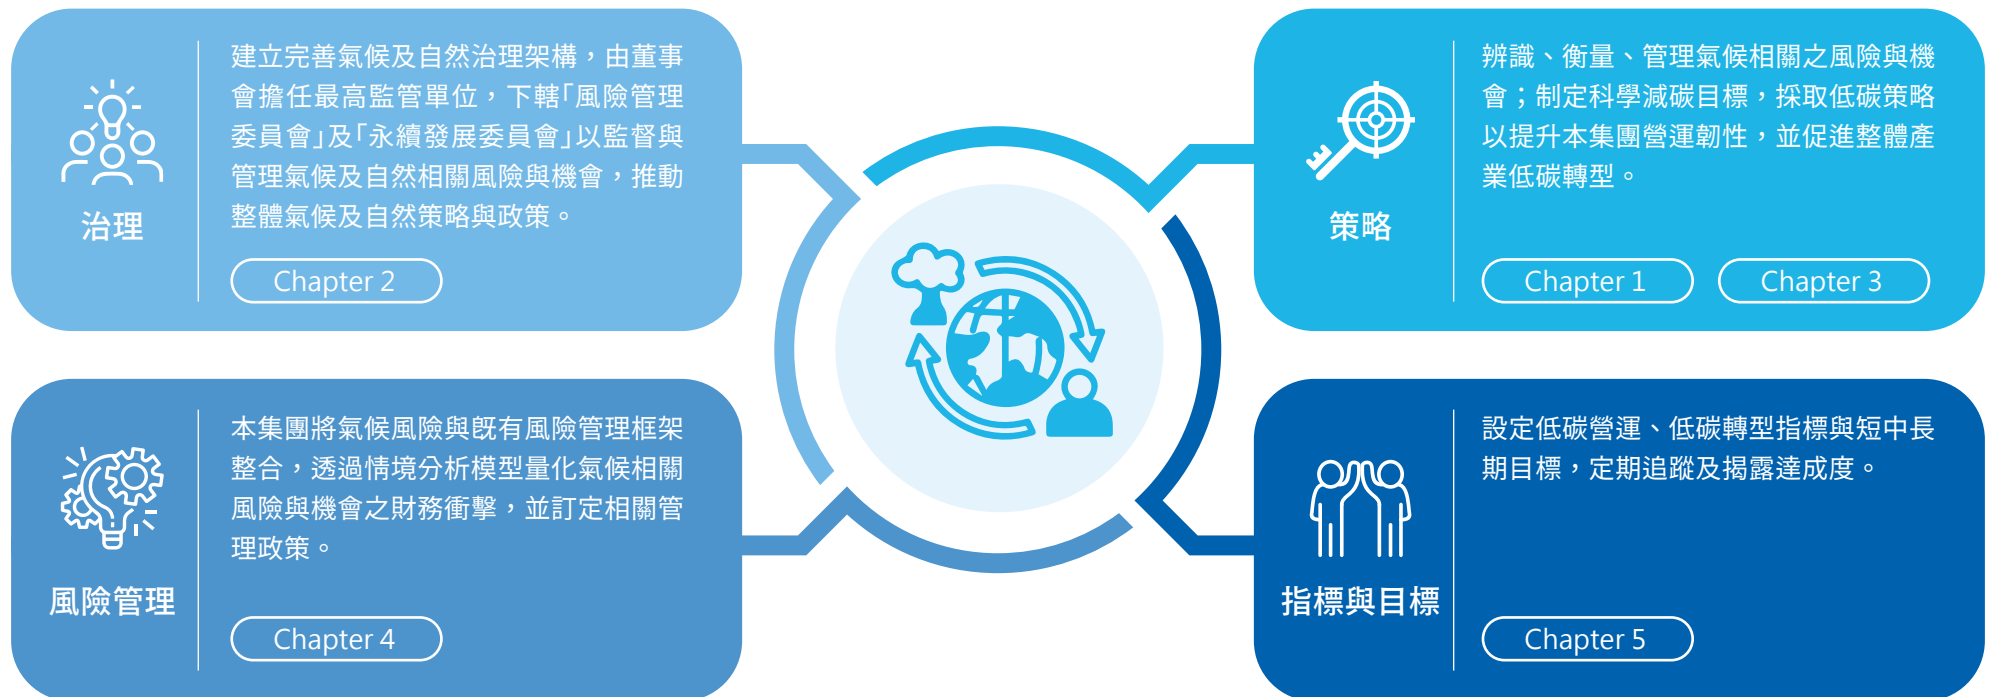 治理
建立完善氣候及自然治理架構，由董事
會擔任最高監管單位，下轄「風險管理
委員會」及「永續發展委員會」以監督與
管理氣候及自然相關風險與機會，推動
整體氣候及自然策略與政策。
Chapter 2
策略
辨識、衡量、管理氣候相關之風險與機
會；制定科學減碳目標，採取低碳策略
以提升本集團營運韌性，並促進整體產
業低碳轉型。
Chapter 1
Chapter 3
風險管理
本集團將氣候風險與既有風險管理框架
整合，透過情境分析模型量化氣候相關
風險與機會之財務衝擊，並訂定相關管
理政策。
Chapter 4
指標與目標
設定低碳營運、低碳轉型指標與短中長
期目標，定期追蹤及揭露達成度。
Chapter 5